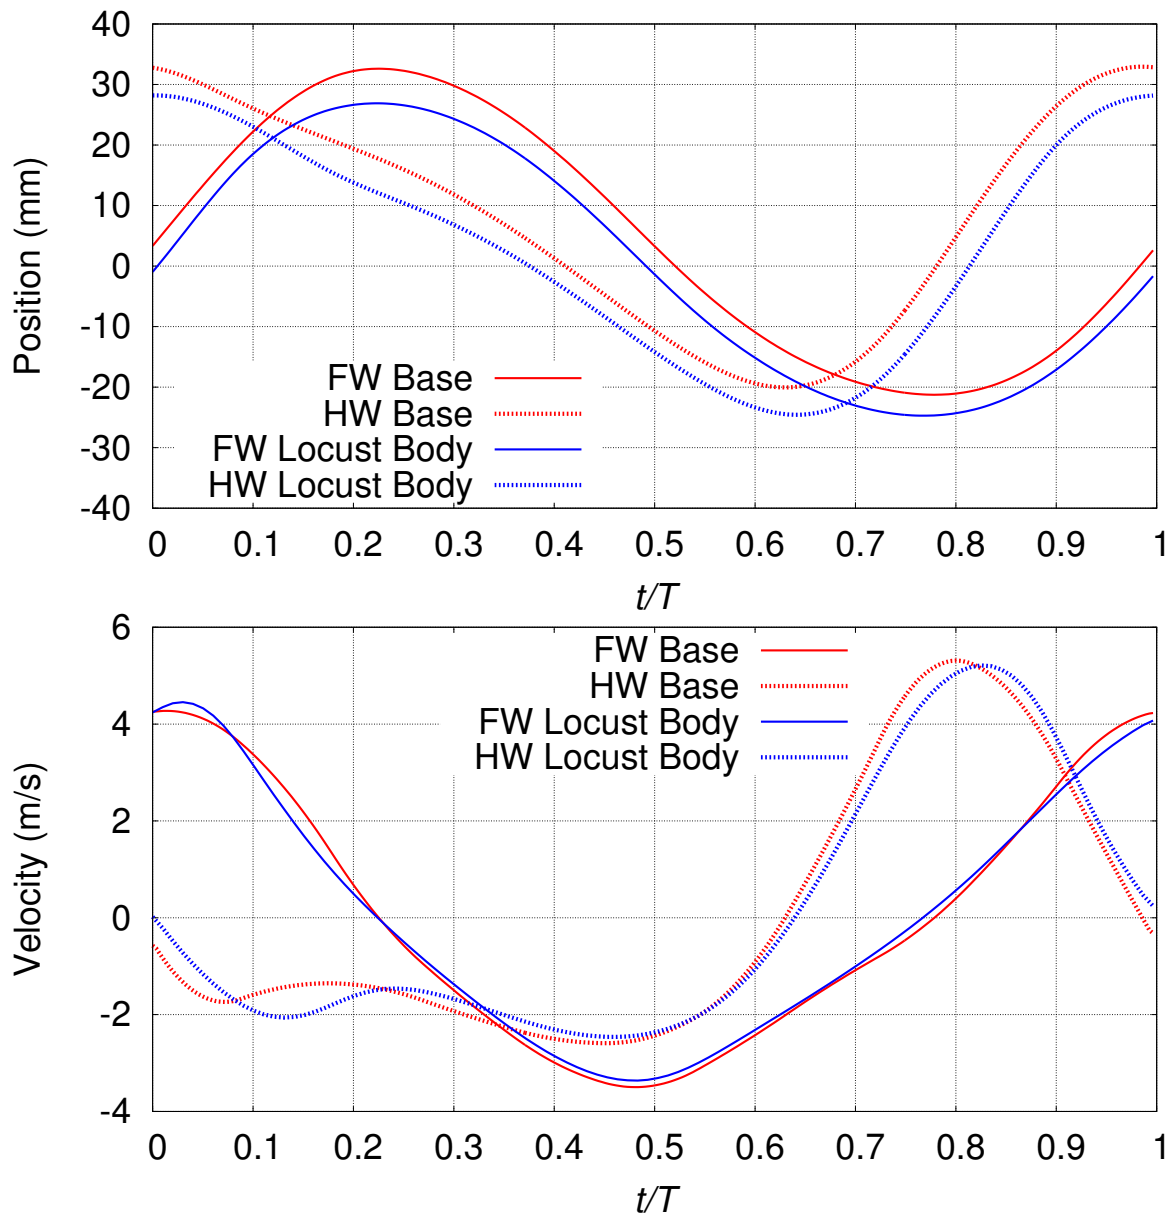 40
30
20
10
0
-10
-20
-30
-40
Position (mm)
FW Base
HW Base
FW Locust Body
HW Locust Body
0 0.1 0.2 0.3 0.4 0.5 0.6 0.7 0.8 0.9 1
t/T
6
4
2
0
-2
-4
Velocity (m/s)
FW Base
HW Base
FW Locust Body
HW Locust Body
0 0.1 0.2 0.3 0.4 0.5 0.6 0.7 0.8 0.9 1
t/T